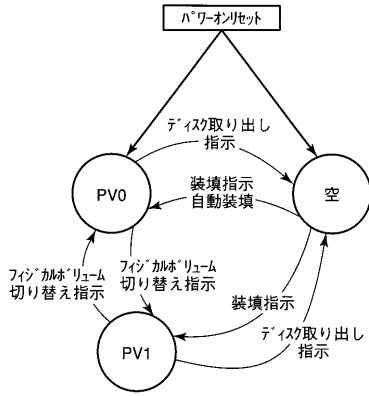 パワーオンリセット
ディスク取り出し
指示
PV0
装填指示
自動装填
空
フィジカルボリューム
切り替え指示
フィジカルボリューム
切り替え指示
装填指示
PV1
ディスク取り出し
指示